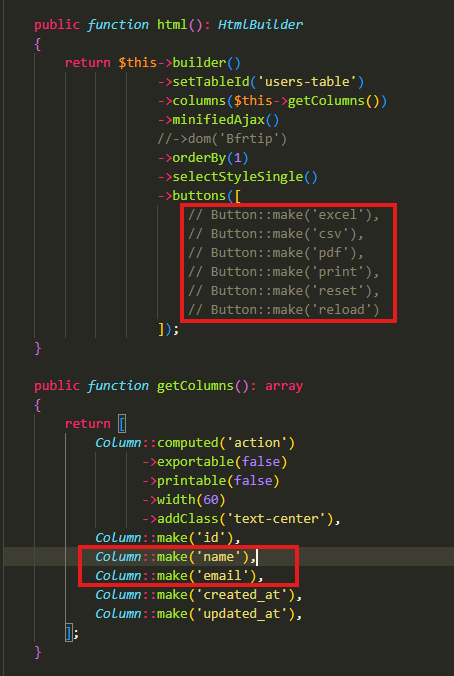 public function html(): HtmlBuilder
{
return $this->builder()
->setTableId('users-table')
->columns($this->getColumns())
->minifiedAjax()
//->dom('Bfrtip')
->orderBy(1)
->selectStyleSingle()
->buttons([
// Button::make('excel'),
// Button::make('csv'),
// Button::make('pdf'),
// Button::make('print'),
// Button::make('reset'),
// Button::make('reload')
]);
}
public function getColumns(): array
{
return [
Column::computed('action')
->exportable(false)
->printable(false)
->width(60)
->addClass('text-center'),
Column::make('id'),
Column::make('name'),
Column::make('email'),
Column::make('created_at'),
Column::make('updated_at'),
];
}